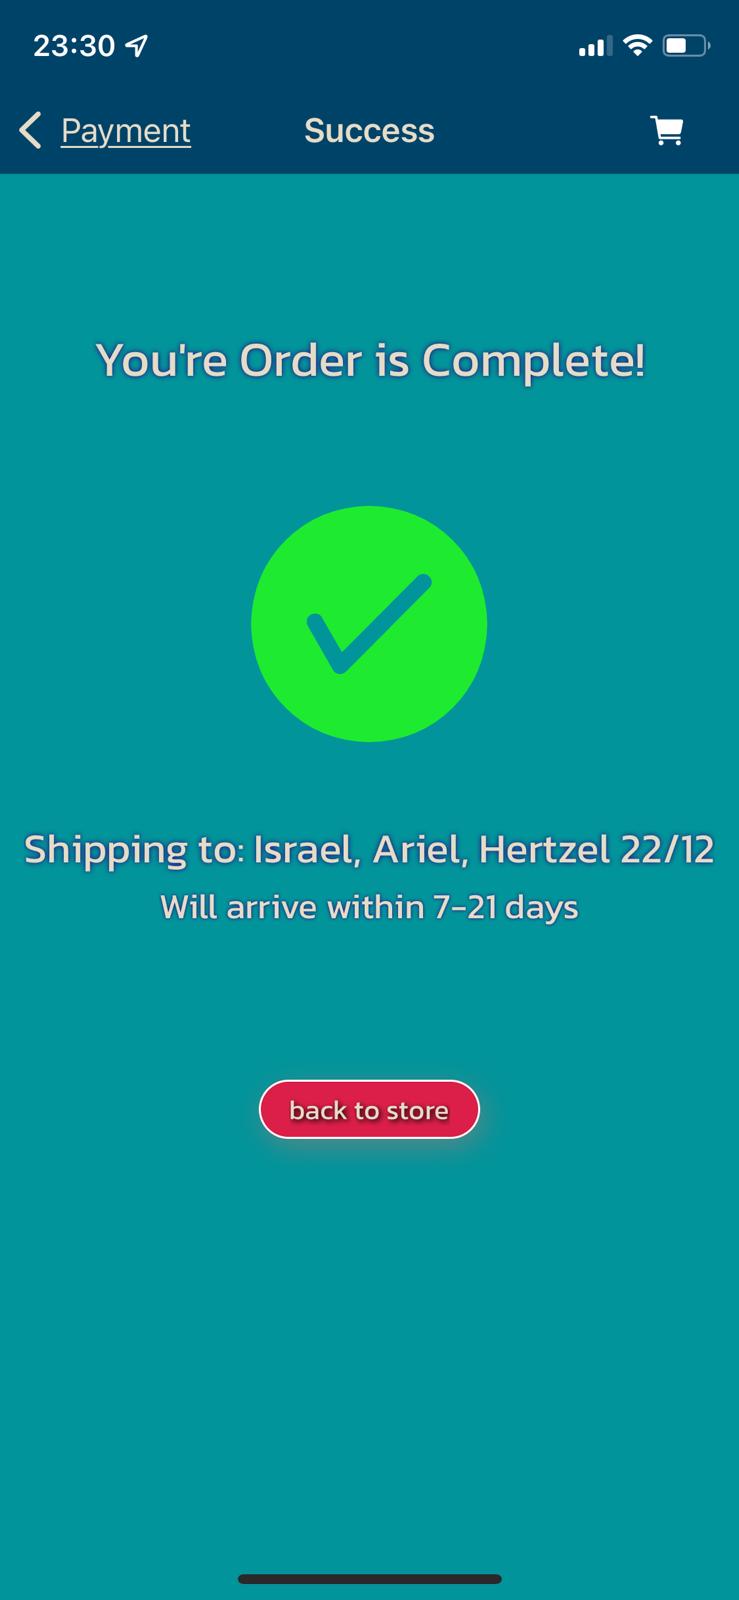 23:30
Payment
Success
You're Order is Complete!
Shipping to: Israel, Ariel, Hertzel 22/12
Will arrive within 7-21 days
back to store